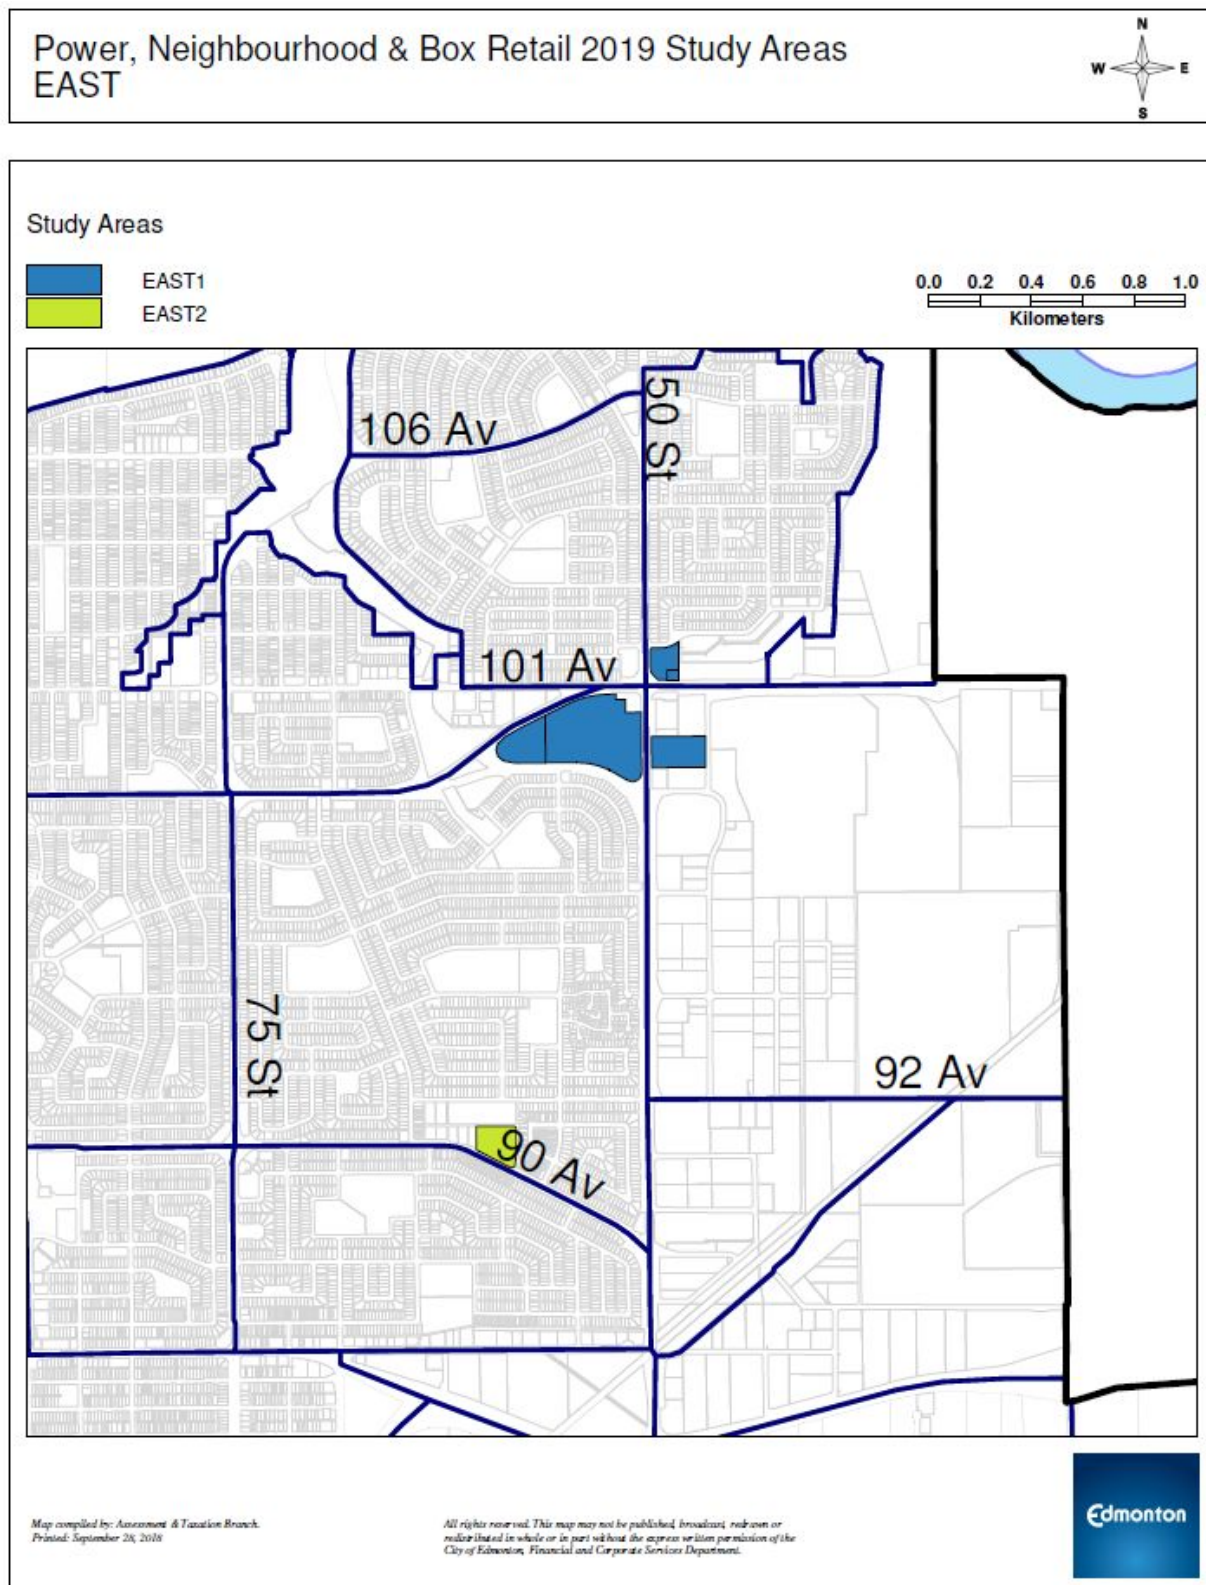 Power, Neighbourhood & Box Retail 2019 Study Areas
EAST
N
W E
S
Study Areas
EAST1
EAST2
0.0 0.2 0.4 0.6 0.8 1.0
Kilometers
106 Av
50 St
101 Av
75 St
92 Av
90 Av
Map compiled by: Assessment & Taxation Branch.
Printed: September 28, 2018
All rights reserved. This map may not be published, broadcast, redrawn or
redistributed in whole or in part without the express written permission of the
City of Edmonton, Financial and Corporate Services Department.
Edmonton